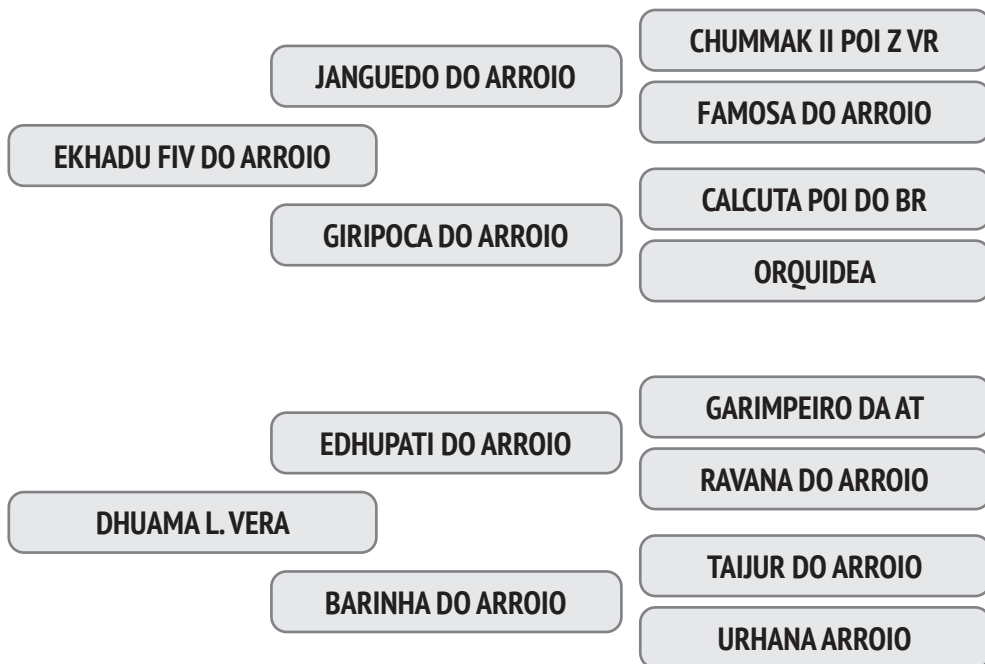 CHUMMAK II POI Z VR
JANGUEDO DO ARROIO
FAMOSA DO ARROIO
EKHADU FIV DO ARROIO
CALCUTA POI DO BR
GIRIPOCA DO ARROIO
ORQUIDEA
GARIMPEIRO DA AT
EDHUPATI DO ARROIO
RAVANA DO ARROIO
DHUAMA L. VERA
TAIJUR DO ARROIO
BARINHA DO ARROIO
URHANA ARROIO